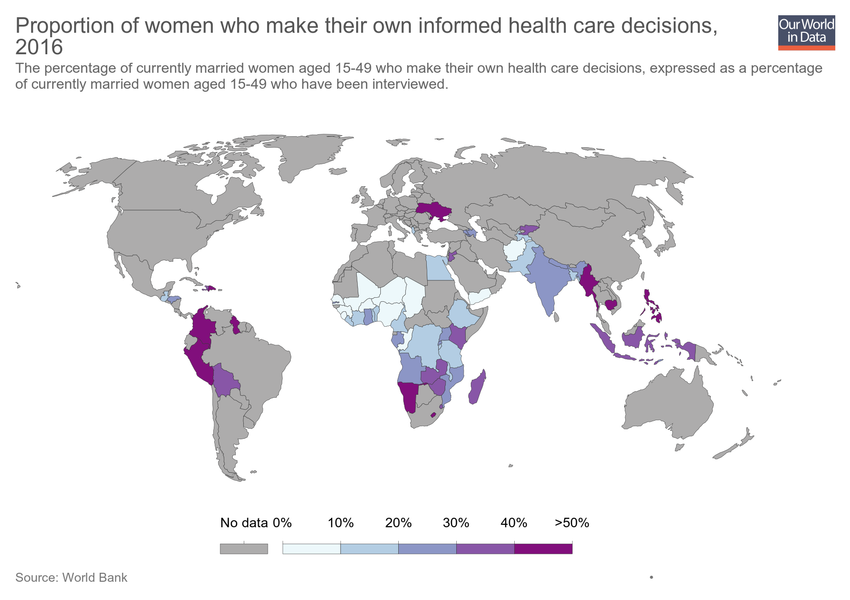 Proportion of women who make their own informed health care decisions,
2016
Our World
in Data
The percentage of currently married women aged 15-49 who make their own health care decisions, expressed as a percentage
of currently married women aged 15-49 who have been interviewed.
No data 0% 10% 20% 30% 40% >50%
Source: World Bank